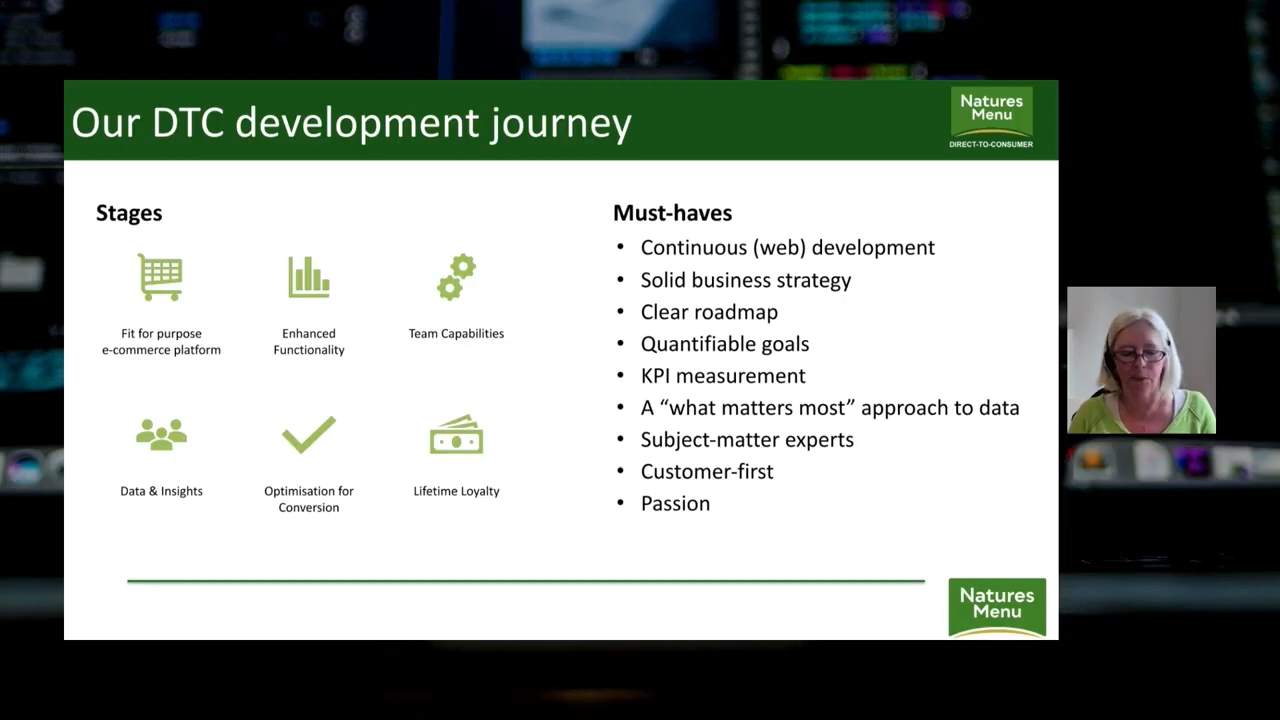 Our DTC development journey
Natures
Menu
DIRECT-TO-CONSUMER
Stages
Fit for purpose
e-commerce platform
Enhanced
Functionality
Team Capabilities
Data & Insights
Optimisation for
Conversion
Lifetime Loyalty
Must-haves
• Continuous (web) development
• Solid business strategy
• Clear roadmap
• Quantifiable goals
• KPI measurement
• A “what matters most” approach to data
• Subject-matter experts
• Customer-first
• Passion
Natures
Menu